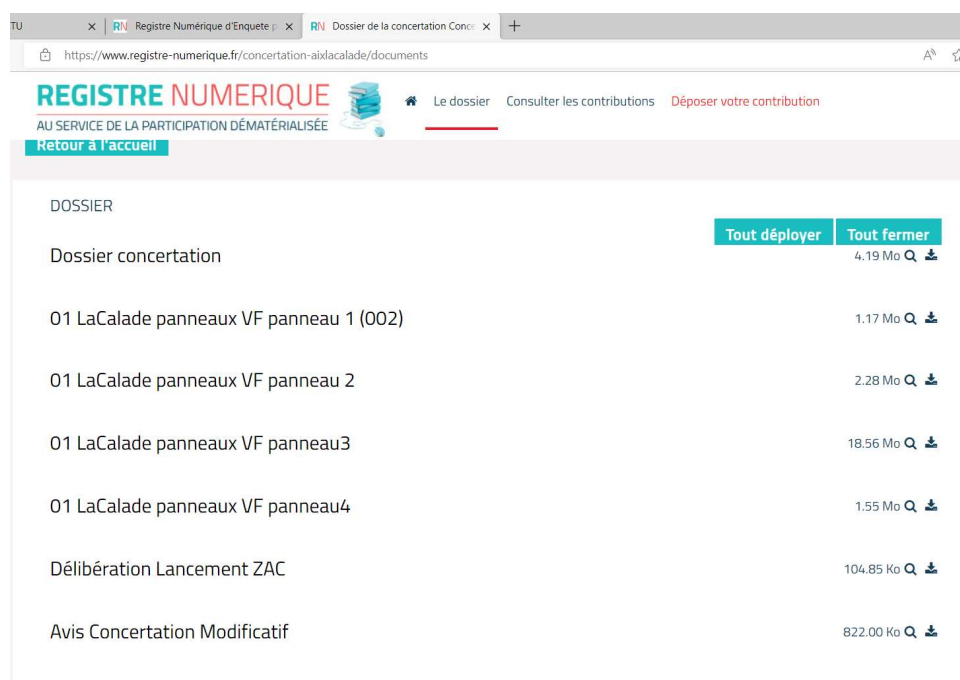 TU
RN Registre Numérique d'Enquete p
RN Dossier de la concertation Conce
https://www.registre-numerique.fr/concertation-aixlacalade/documents
REGISTRE NUMERIQUE
AU SERVICE DE LA PARTICIPATION DÉMATÉRIALISÉE
Le dossier Consulter les contributions Déposer votre contribution
Retour à l'accueil
DOSSIER
Tout déployer Tout fermer
Dossier concertation 4.19 Mo
01 LaCalade panneaux VF panneau 1 (002) 1.17 Mo
01 LaCalade panneaux VF panneau 2 2.28 Mo
01 LaCalade panneaux VF panneau3 18.56 Mo
01 LaCalade panneaux VF panneau4 1.55 Mo
Délibération Lancement ZAC 104.85 Ko
Avis Concertation Modificatif 822.00 Ko